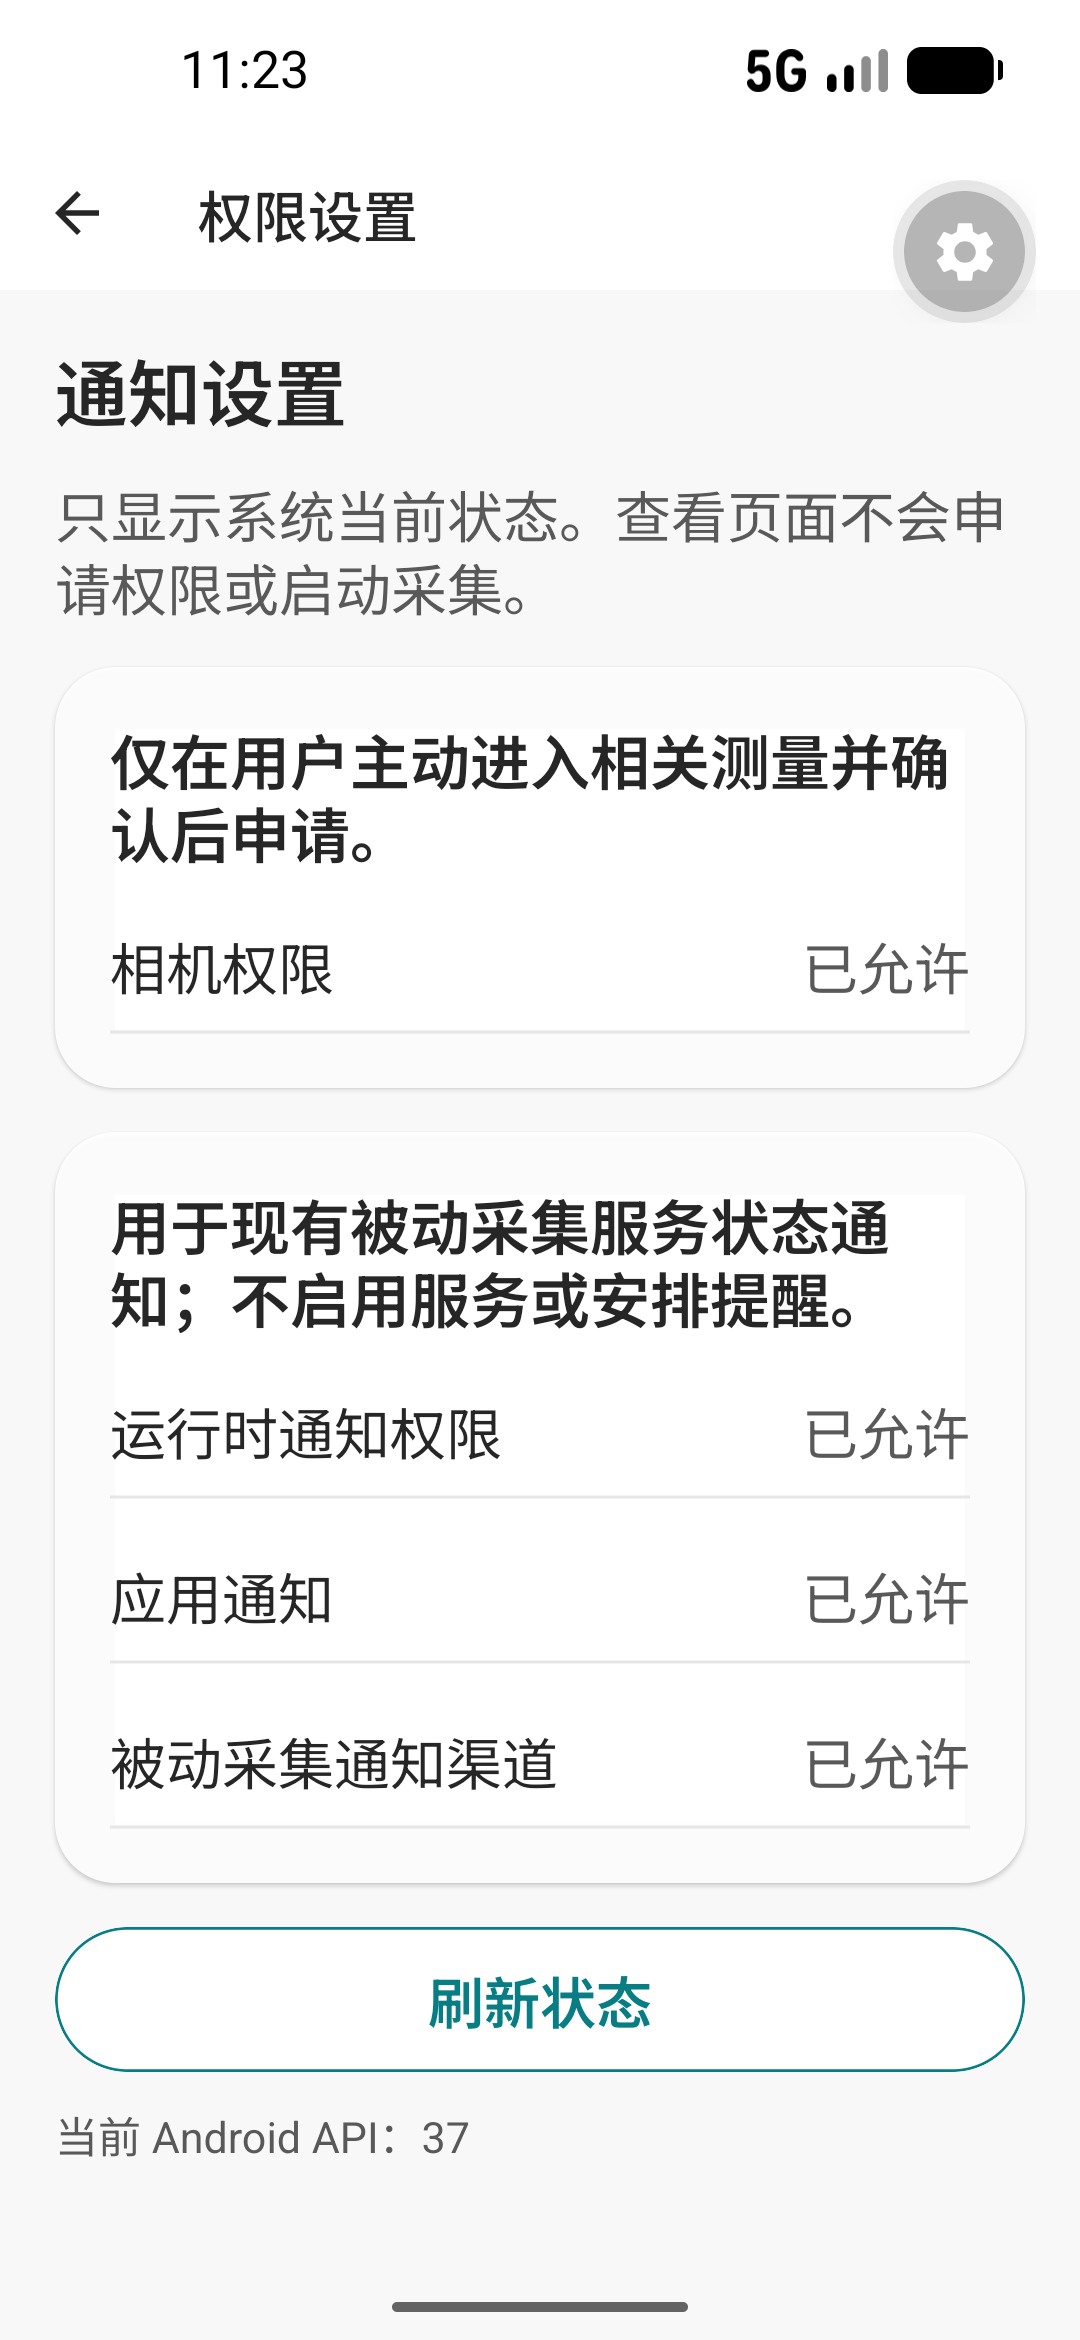 11:23
5G
权限设置
通知设置
只显示系统当前状态。查看页面不会申
请权限或启动采集。
仅在用户主动进入相关测量并确
认后申请。
相机权限
已允许
用于现有被动采集服务状态通
知；不启用服务或安排提醒。
运行时通知权限
已允许
应用通知
已允许
被动采集通知渠道
已允许
刷新状态
当前 Android API：37